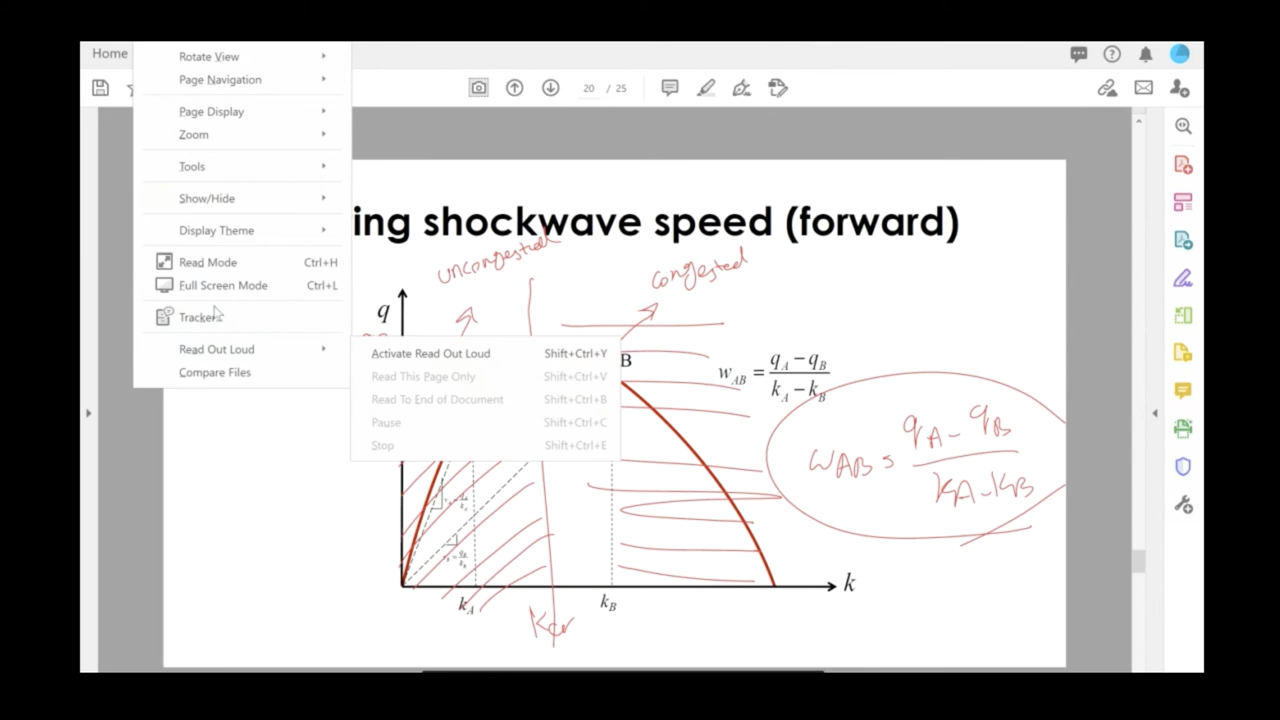 Home
Rotate View
Page Navigation
20 / 25
Page Display
Zoom
Tools
Show/Hide
Display Theme
ing shockwave speed (forward)
uncongested
congested
Read Mode Ctrl+H
Full Screen Mode Ctrl+L
q
Tracker
Read Out Loud
Compare Files
Activate Read Out Loud Shift+Ctrl+Y
Read This Page Only Shift+Ctrl+V
Read To End of Document Shift+Ctrl+B
Pause Shift+Ctrl+C
Stop Shift+Ctrl+E
B
w_AB = (q_A − q_B) / (k_A − k_B)
w_AB = (q_A − q_B) / (k_A − k_B)
k
k_A
k_B
Kcr